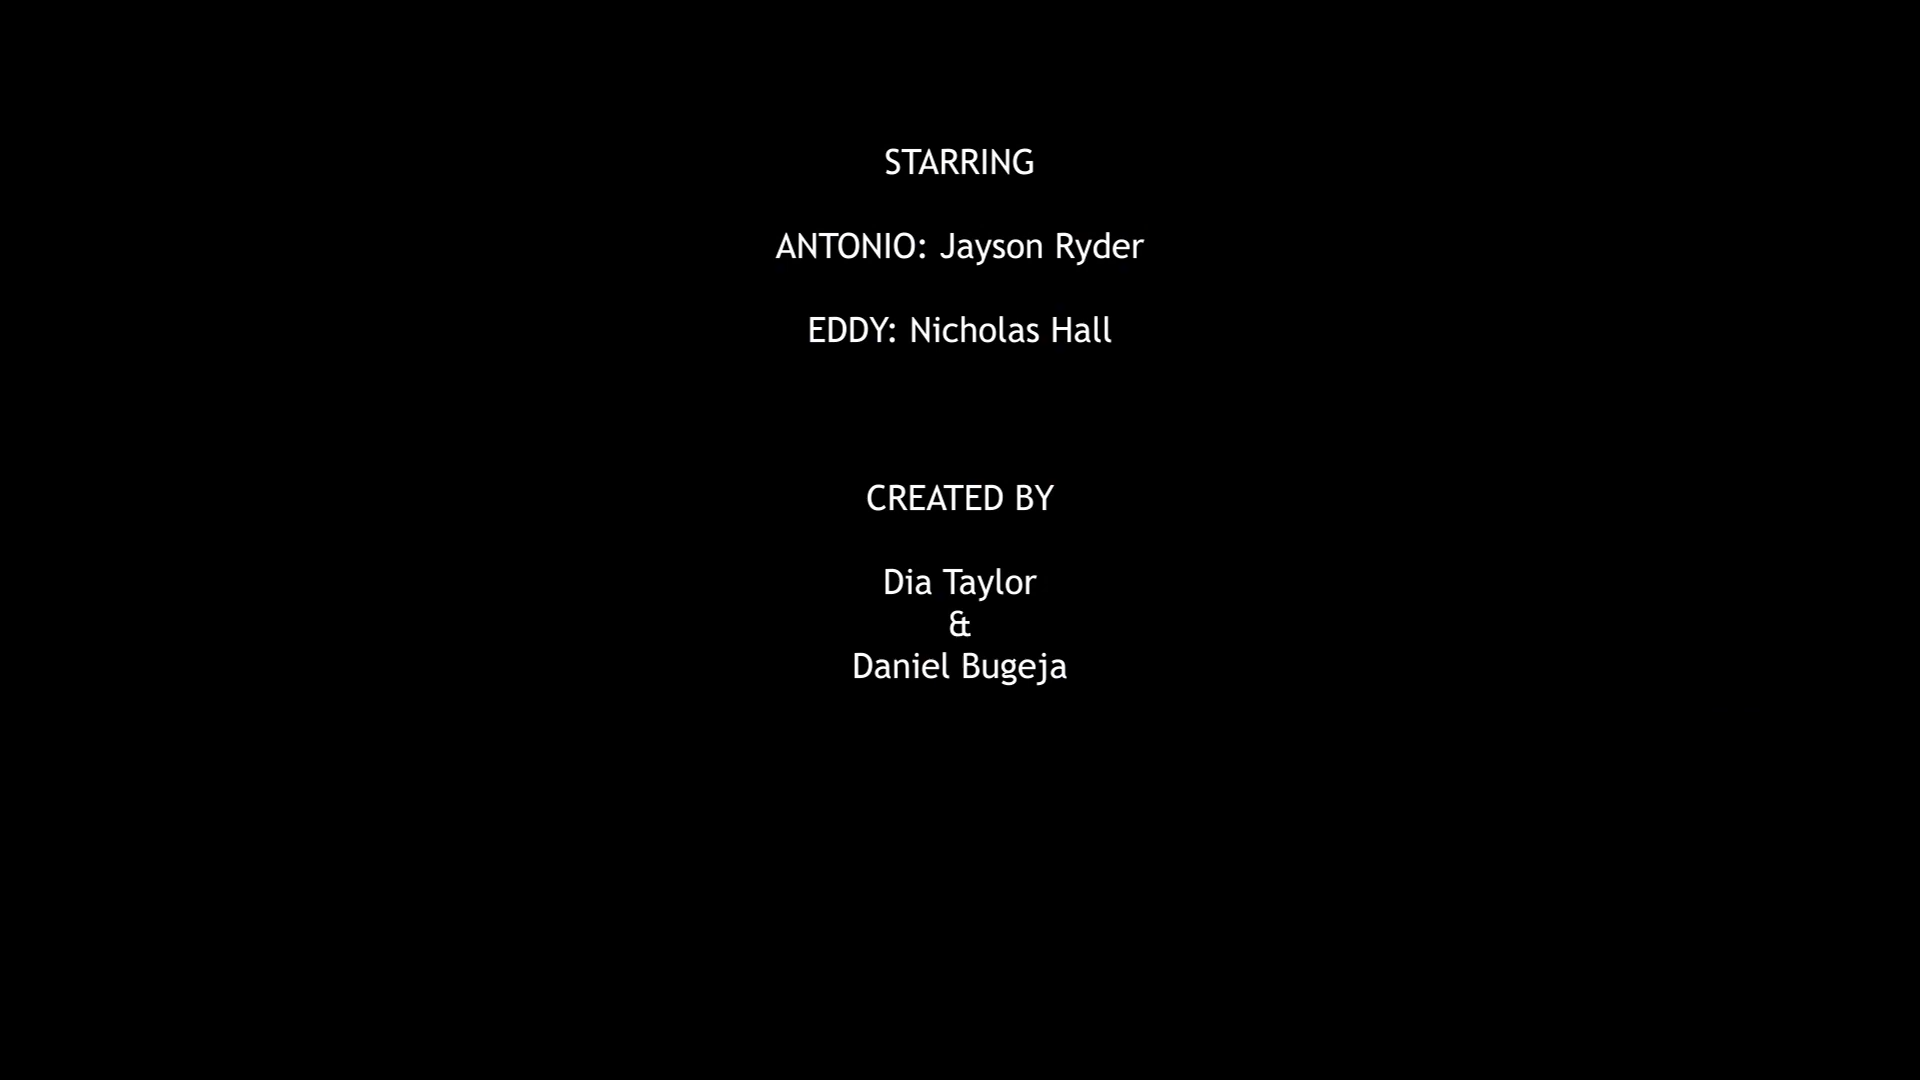 STARRING
ANTONIO: Jayson Ryder
EDDY: Nicholas Hall
CREATED BY
Dia Taylor
&
Daniel Bugeja